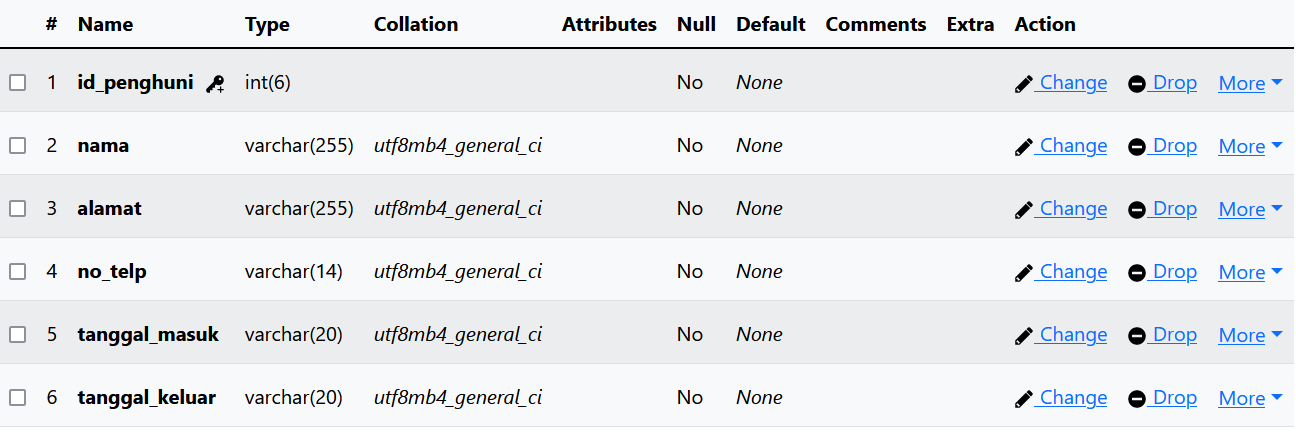 # Name Type Collation Attributes Null Default Comments Extra Action
1 id_penghuni int(6) No None Change Drop More
2 nama varchar(255) utf8mb4_general_ci No None Change Drop More
3 alamat varchar(255) utf8mb4_general_ci No None Change Drop More
4 no_telp varchar(14) utf8mb4_general_ci No None Change Drop More
5 tanggal_masuk varchar(20) utf8mb4_general_ci No None Change Drop More
6 tanggal_keluar varchar(20) utf8mb4_general_ci No None Change Drop More